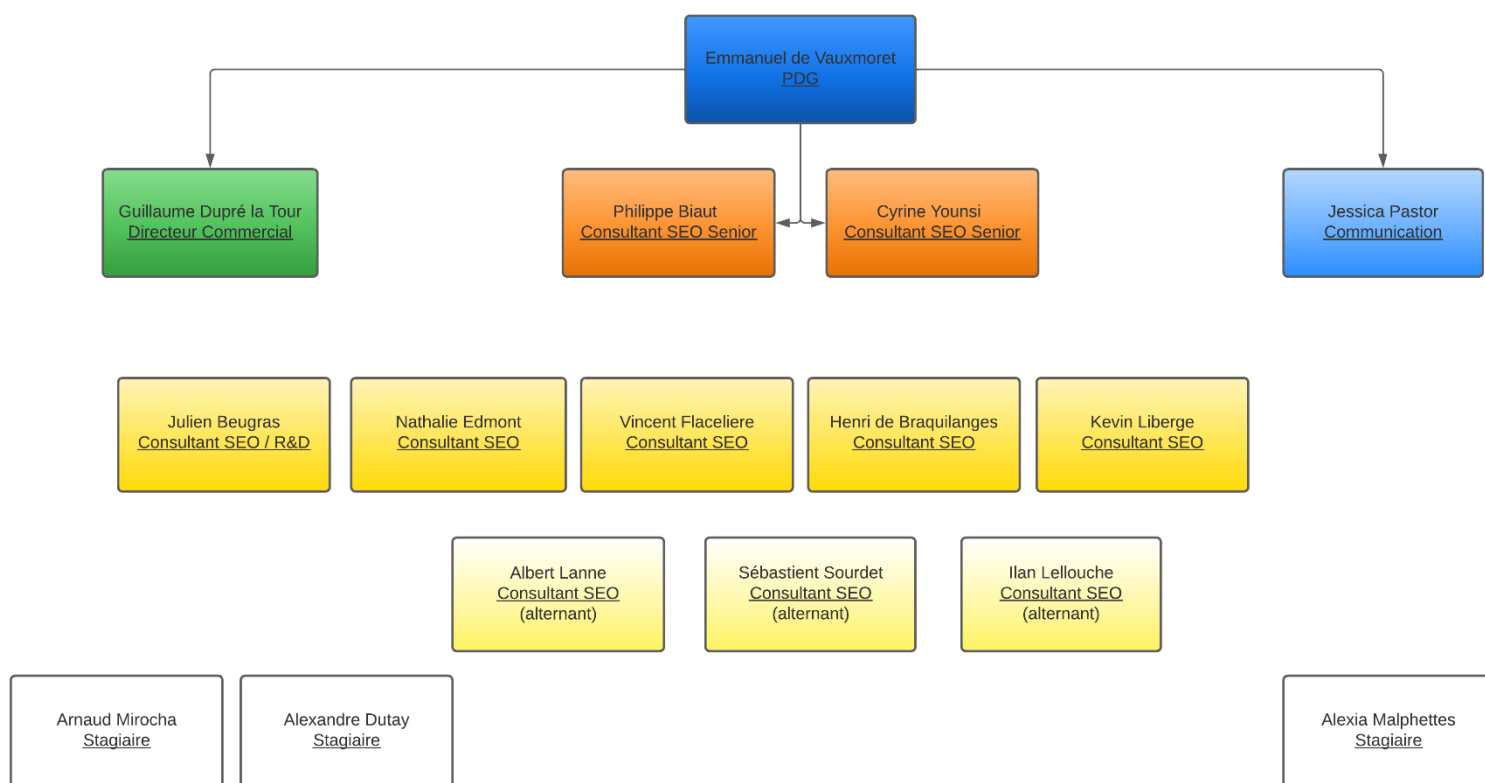 Emmanuel de Vauxmoret
PDG
Guillaume Dupré la Tour
Directeur Commercial
Philippe Biaut
Consultant SEO Senior
Cyrine Younsi
Consultant SEO Senior
Jessica Pastor
Communication
Julien Beugras
Consultant SEO / R&D
Nathalie Edmont
Consultant SEO
Vincent Flaceliere
Consultant SEO
Henri de Braquilanges
Consultant SEO
Kevin Liberge
Consultant SEO
Albert Lanne
Consultant SEO
(alternant)
Sébastient Sourdet
Consultant SEO
(alternant)
Ilan Lellouche
Consultant SEO
(alternant)
Arnaud Mirocha
Stagiaire
Alexandre Dutay
Stagiaire
Alexia Malphettes
Stagiaire